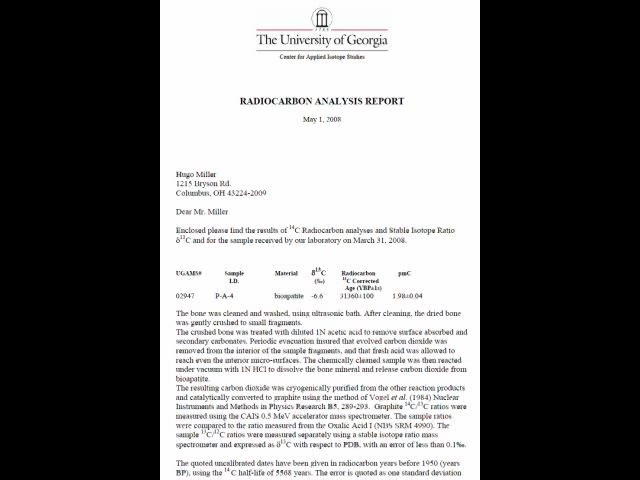 1785
The University of Georgia
Center for Applied Isotope Studies
RADIOCARBON ANALYSIS REPORT
May 1, 2008
Hugo Miller
1215 Bryson Rd.
Columbus, OH 43224-2009
Dear Mr. Miller
Enclosed please find the results of ¹⁴C Radiocarbon analyses and Stable Isotope Ratio
δ¹³C and for the sample received by our laboratory on March 31, 2008.
UGAMS# Sample I.D. Material δ¹³C (‰) Radiocarbon ¹⁴C Corrected Age (YBP±1s) pmC
02947 P-A-4 bioapatite -6.6 31360±100 1.98±0.04
The bone was cleaned and washed, using ultrasonic bath. After cleaning, the dried bone
was gently crushed to small fragments.
The crushed bone was treated with diluted 1N acetic acid to remove surface absorbed and
secondary carbonates. Periodic evacuation insured that evolved carbon dioxide was
removed from the interior of the sample fragments, and that fresh acid was allowed to
reach even the interior micro-surfaces. The chemically cleaned sample was then reacted
under vacuum with 1N HCl to dissolve the bone mineral and release carbon dioxide from
bioapatite.
The resulting carbon dioxide was cryogenically purified from the other reaction products
and catalytically converted to graphite using the method of Vogel et al. (1984) Nuclear
Instruments and Methods in Physics Research B5, 289-293. Graphite ¹⁴C/¹³C ratios were
measured using the CAIS 0.5 MeV accelerator mass spectrometer. The sample ratios
were compared to the ratio measured from the Oxalic Acid I (NBS SRM 4990). The
sample ¹³C/¹²C ratios were measured separately using a stable isotope ratio mass
spectrometer and expressed as δ¹³C with respect to PDB, with an error of less than 0.1‰.
The quoted uncalibrated dates have been given in radiocarbon years before 1950 (years
BP), using the ¹⁴C half-life of 5568 years. The error is quoted as one standard deviation